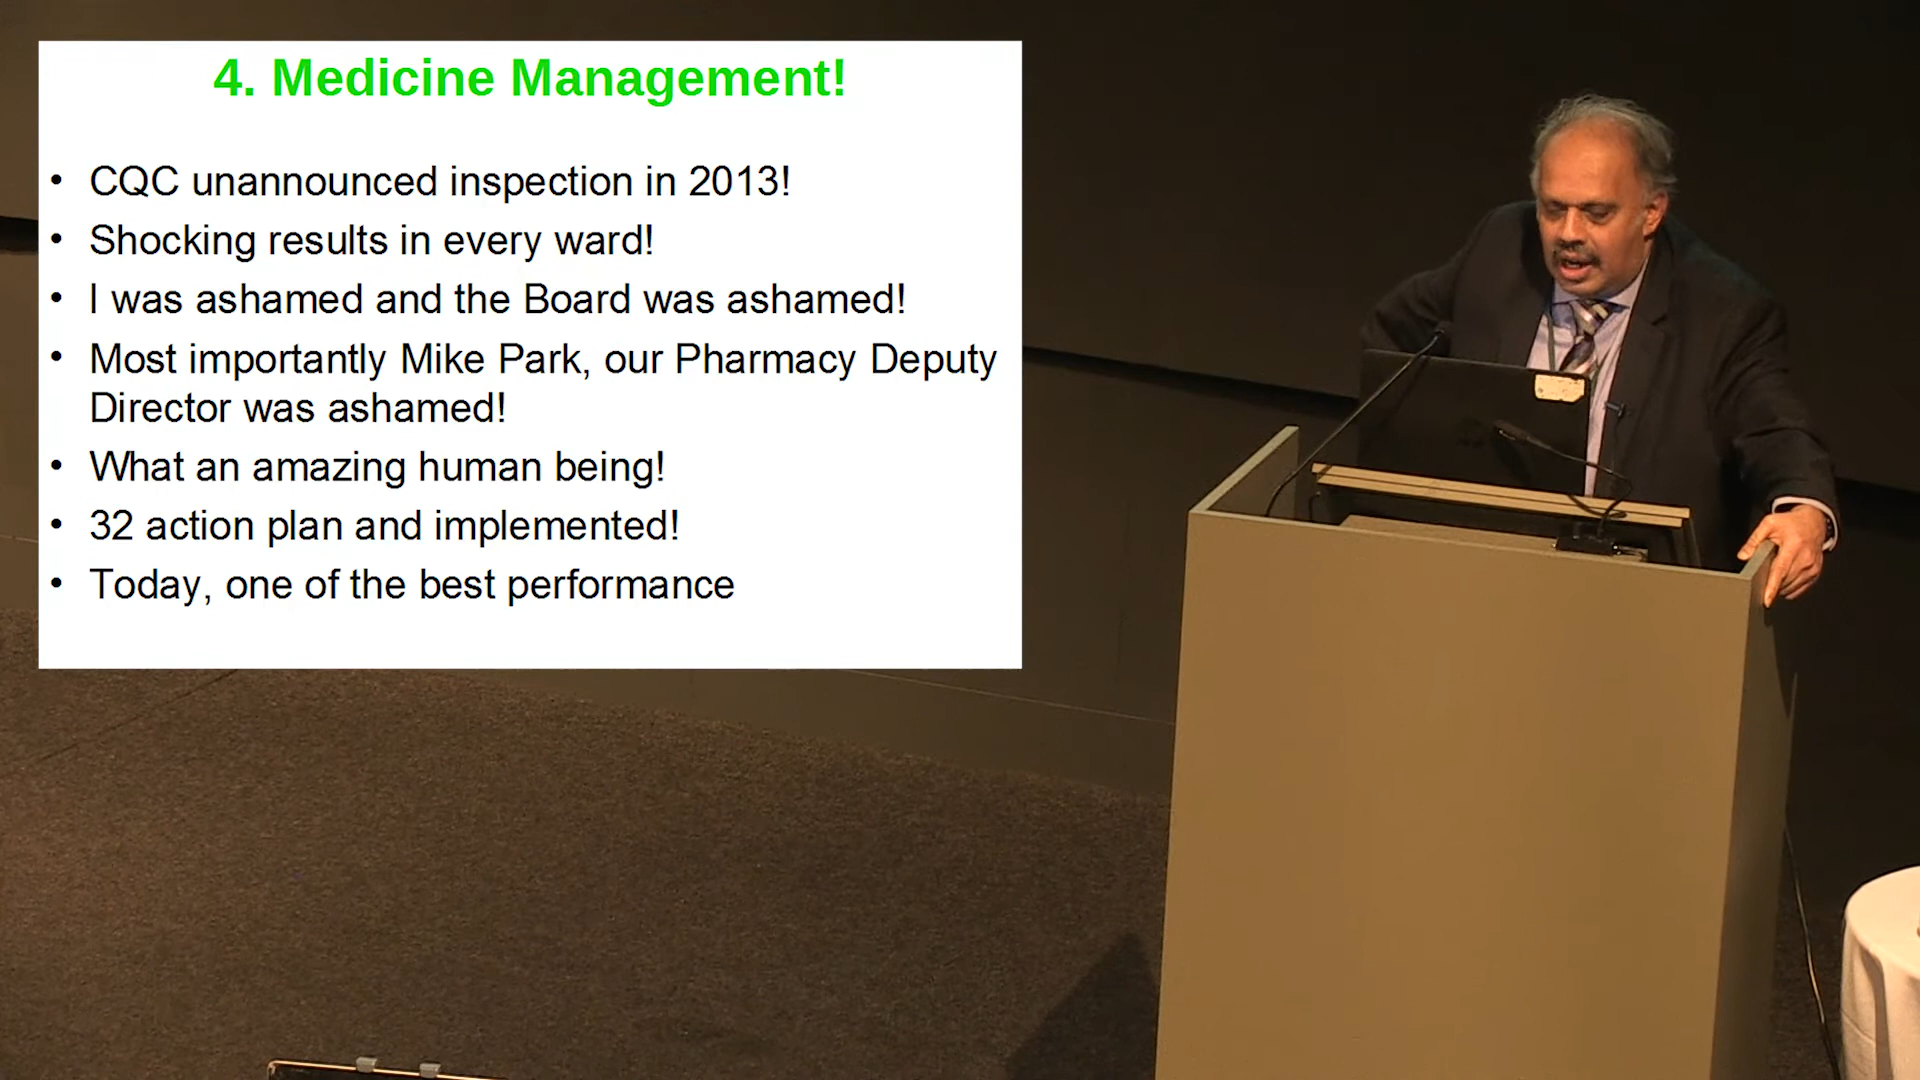 4. Medicine Management!
• CQC unannounced inspection in 2013!
• Shocking results in every ward!
• I was ashamed and the Board was ashamed!
• Most importantly Mike Park, our Pharmacy Deputy
Director was ashamed!
• What an amazing human being!
• 32 action plan and implemented!
• Today, one of the best performance